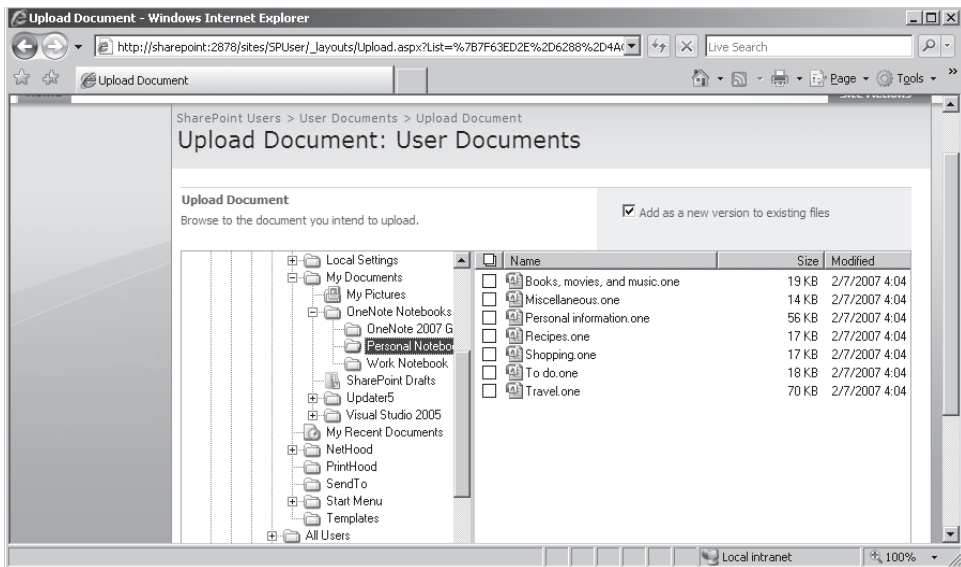 Upload Document - Windows Internet Explorer
http://sharepoint:2878/sites/SPUser/_layouts/Upload.aspx?List=%7B7F63ED2E%2D6288%2D4A
Live Search
Upload Document
Page
Tools
SharePoint Users > User Documents > Upload Document
Upload Document: User Documents
Upload Document
Browse to the document you intend to upload.
Add as a new version to existing files
Local Settings
My Documents
My Pictures
OneNote Notebooks
OneNote 2007 G
Personal Notebo
Work Notebook
SharePoint Drafts
Updater5
Visual Studio 2005
My Recent Documents
NetHood
PrintHood
SendTo
Start Menu
Templates
All Users
Name Size Modified
Books, movies, and music.one 19 KB 2/7/2007 4:04
Miscellaneous.one 14 KB 2/7/2007 4:04
Personal information.one 56 KB 2/7/2007 4:04
Recipes.one 17 KB 2/7/2007 4:04
Shopping.one 17 KB 2/7/2007 4:04
To do.one 18 KB 2/7/2007 4:04
Travel.one 70 KB 2/7/2007 4:04
Local intranet
100%